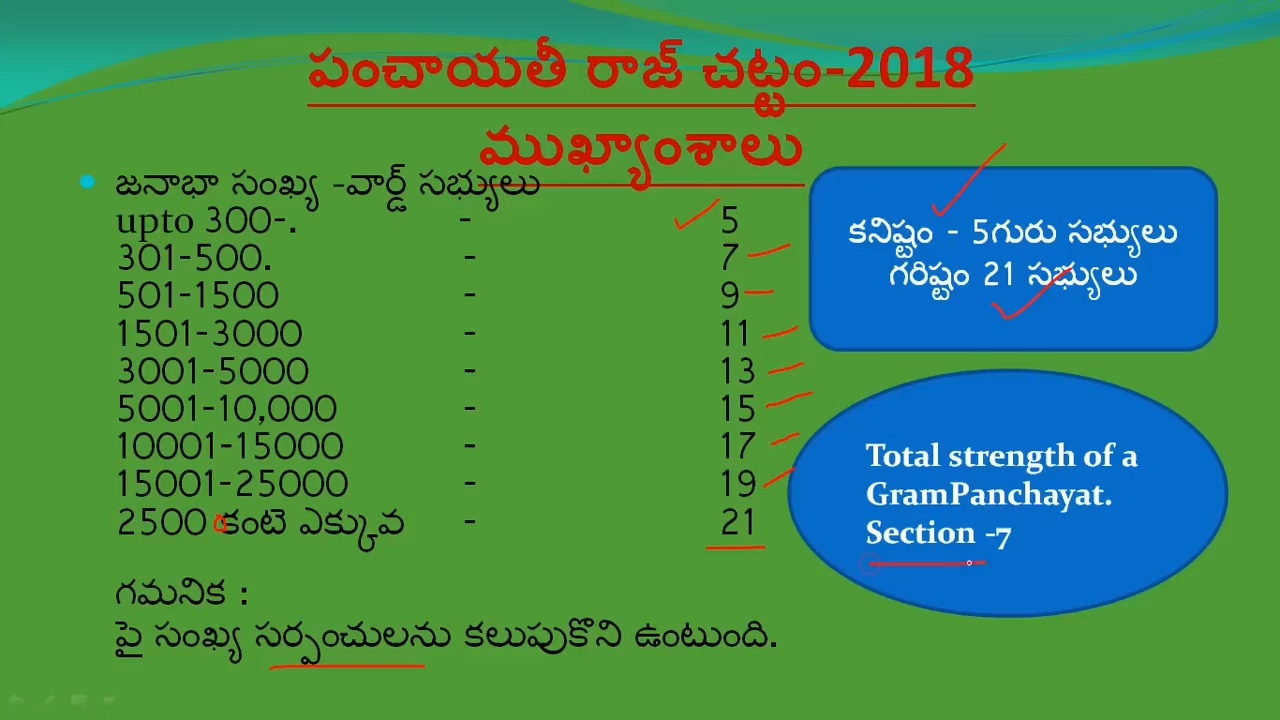 పంచాయతీ రాజ్ చట్టం-2018
ముఖ్యాంశాలు
జనాభా సంఖ్య -వార్డ్ సభ్యులు
upto 300-. - 5
301-500. - 7
501-1500 - 9
1501-3000 - 11
3001-5000 - 13
5001-10,000 - 15
10001-15000 - 17
15001-25000 - 19
2500 0 కంటె ఎక్కువ - 21
గమనిక :
పై సంఖ్య సర్పంచులను కలుపుకొని ఉంటుంది.
కనిష్టం - 5గురు సభ్యులు
గరిష్టం 21 సభ్యులు
Total strength of a
GramPanchayat.
Section -7